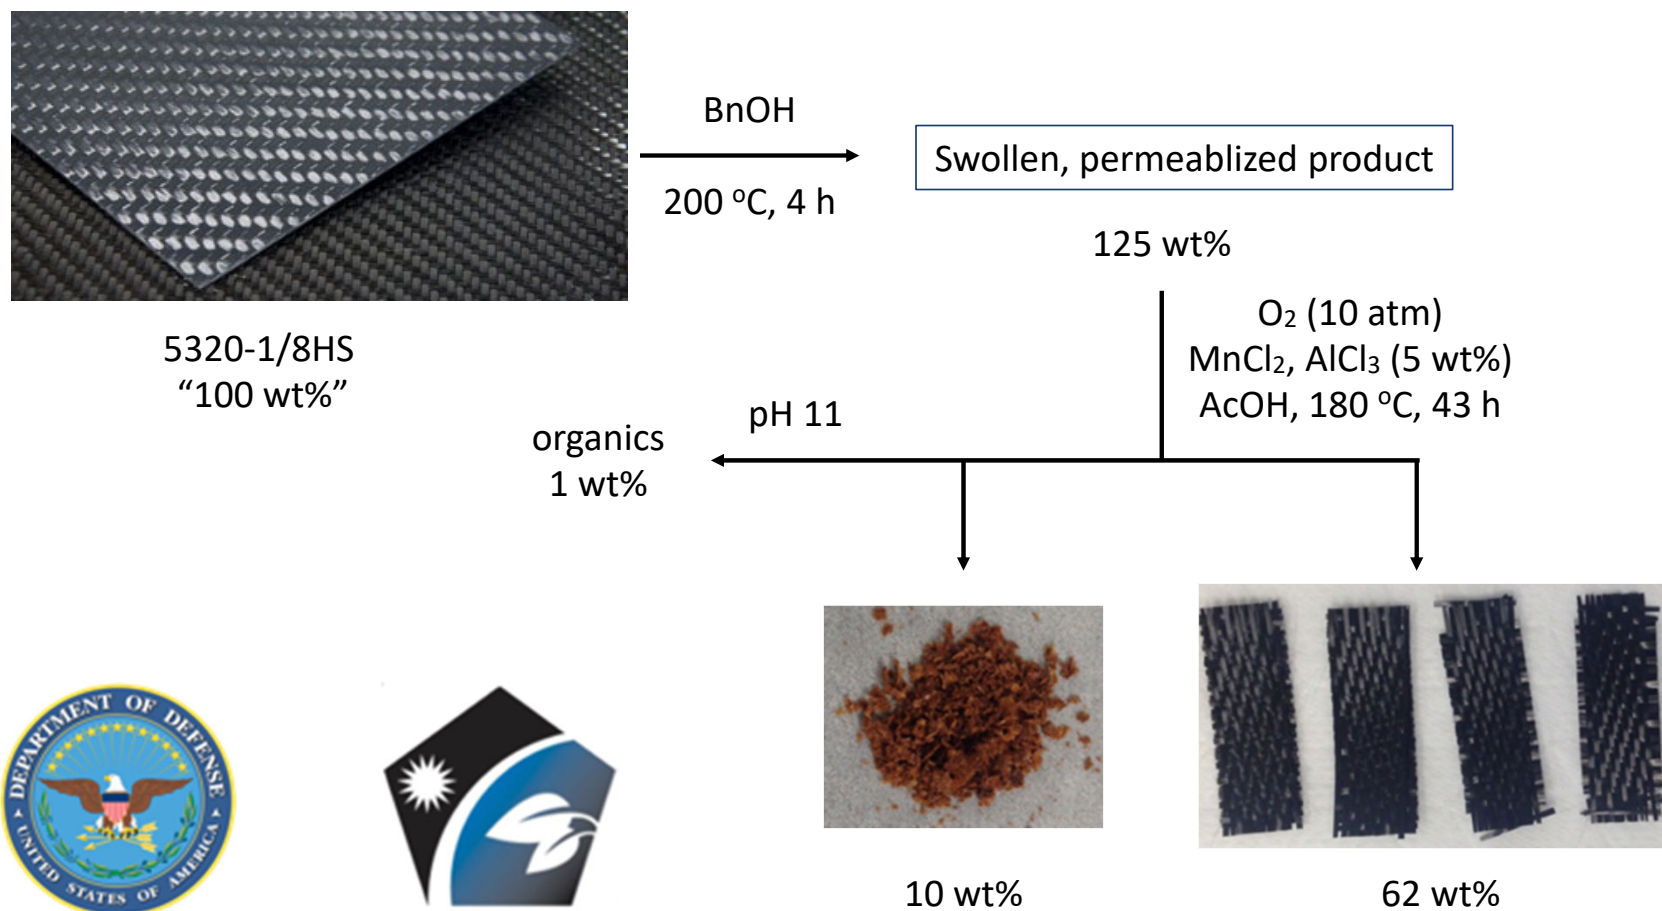 BnOH
200 °C, 4 h
Swollen, permeablized product
125 wt%
5320-1/8HS
“100 wt%”
O₂ (10 atm)
MnCl₂, AlCl₃ (5 wt%)
AcOH, 180 °C, 43 h
pH 11
organics
1 wt%
10 wt%
62 wt%
DEPARTMENT OF DEFENSE
UNITED STATES OF AMERICA